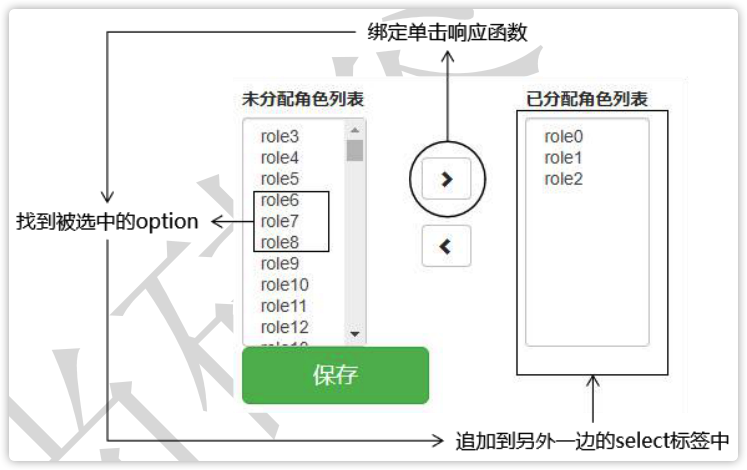 绑定单击响应函数
未分配角色列表
已分配角色列表
role3
role4
role5
role6
role7
role8
role9
role10
role11
role12
role0
role1
role2
找到被选中的option
保存
追加到另外一边的select标签中